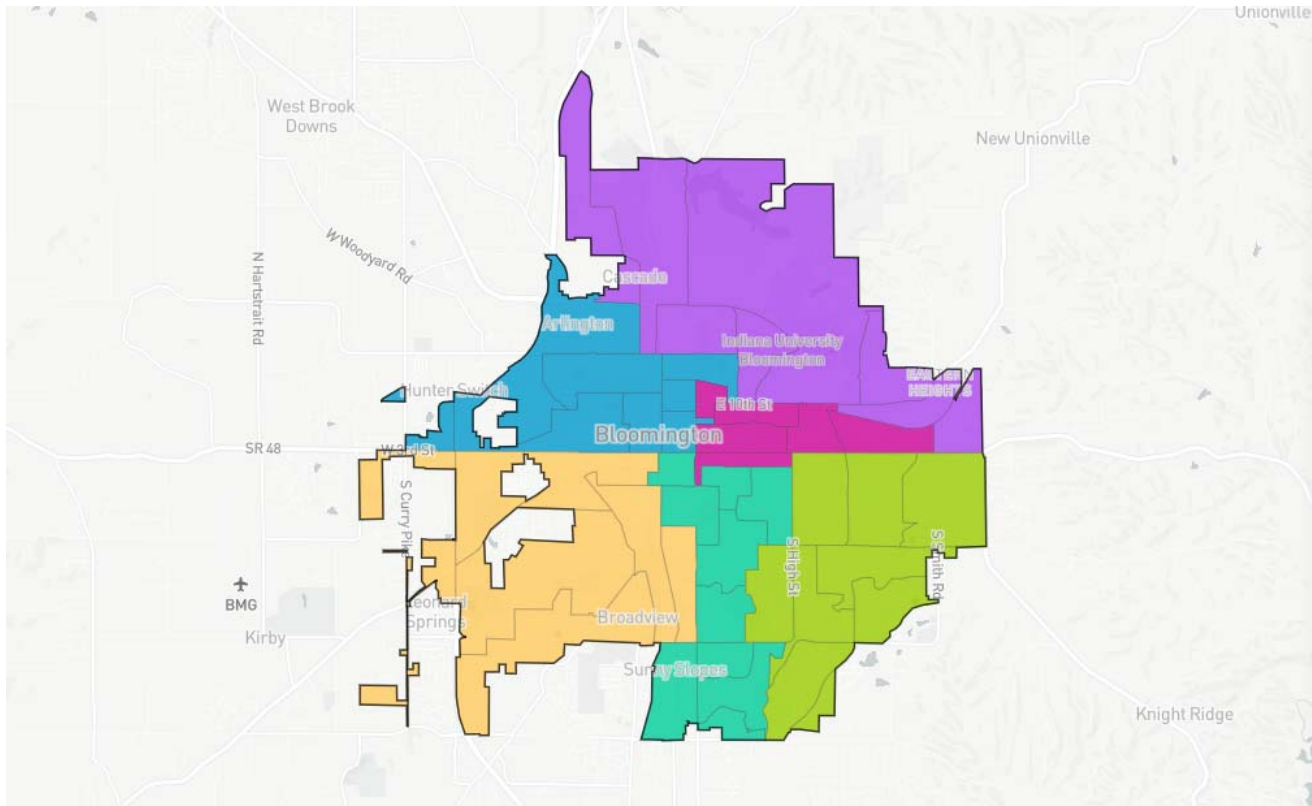 Unionville
West Brook
Downs
New Unionville
W Woodyard Rd
N Hartstrait Rd
Cascade
Arlington
Indiana University
Bloomington
Hunter Switch
EASTERN
HEIGHTS
E 10th St
Bloomington
SR 48
W 3rd St
S Curry Pike
S High St
S Smith Rd
BMG
Leonard
Springs
Kirby
Broadview
Sunny Slopes
Knight Ridge